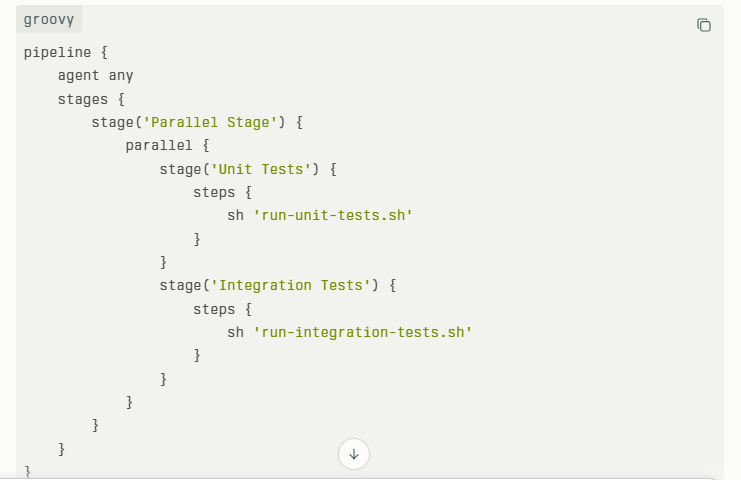 groovy
pipeline {
    agent any
    stages {
        stage('Parallel Stage') {
            parallel {
                stage('Unit Tests') {
                    steps {
                        sh 'run-unit-tests.sh'
                    }
                }
                stage('Integration Tests') {
                    steps {
                        sh 'run-integration-tests.sh'
                    }
                }
            }
        }
    }
}